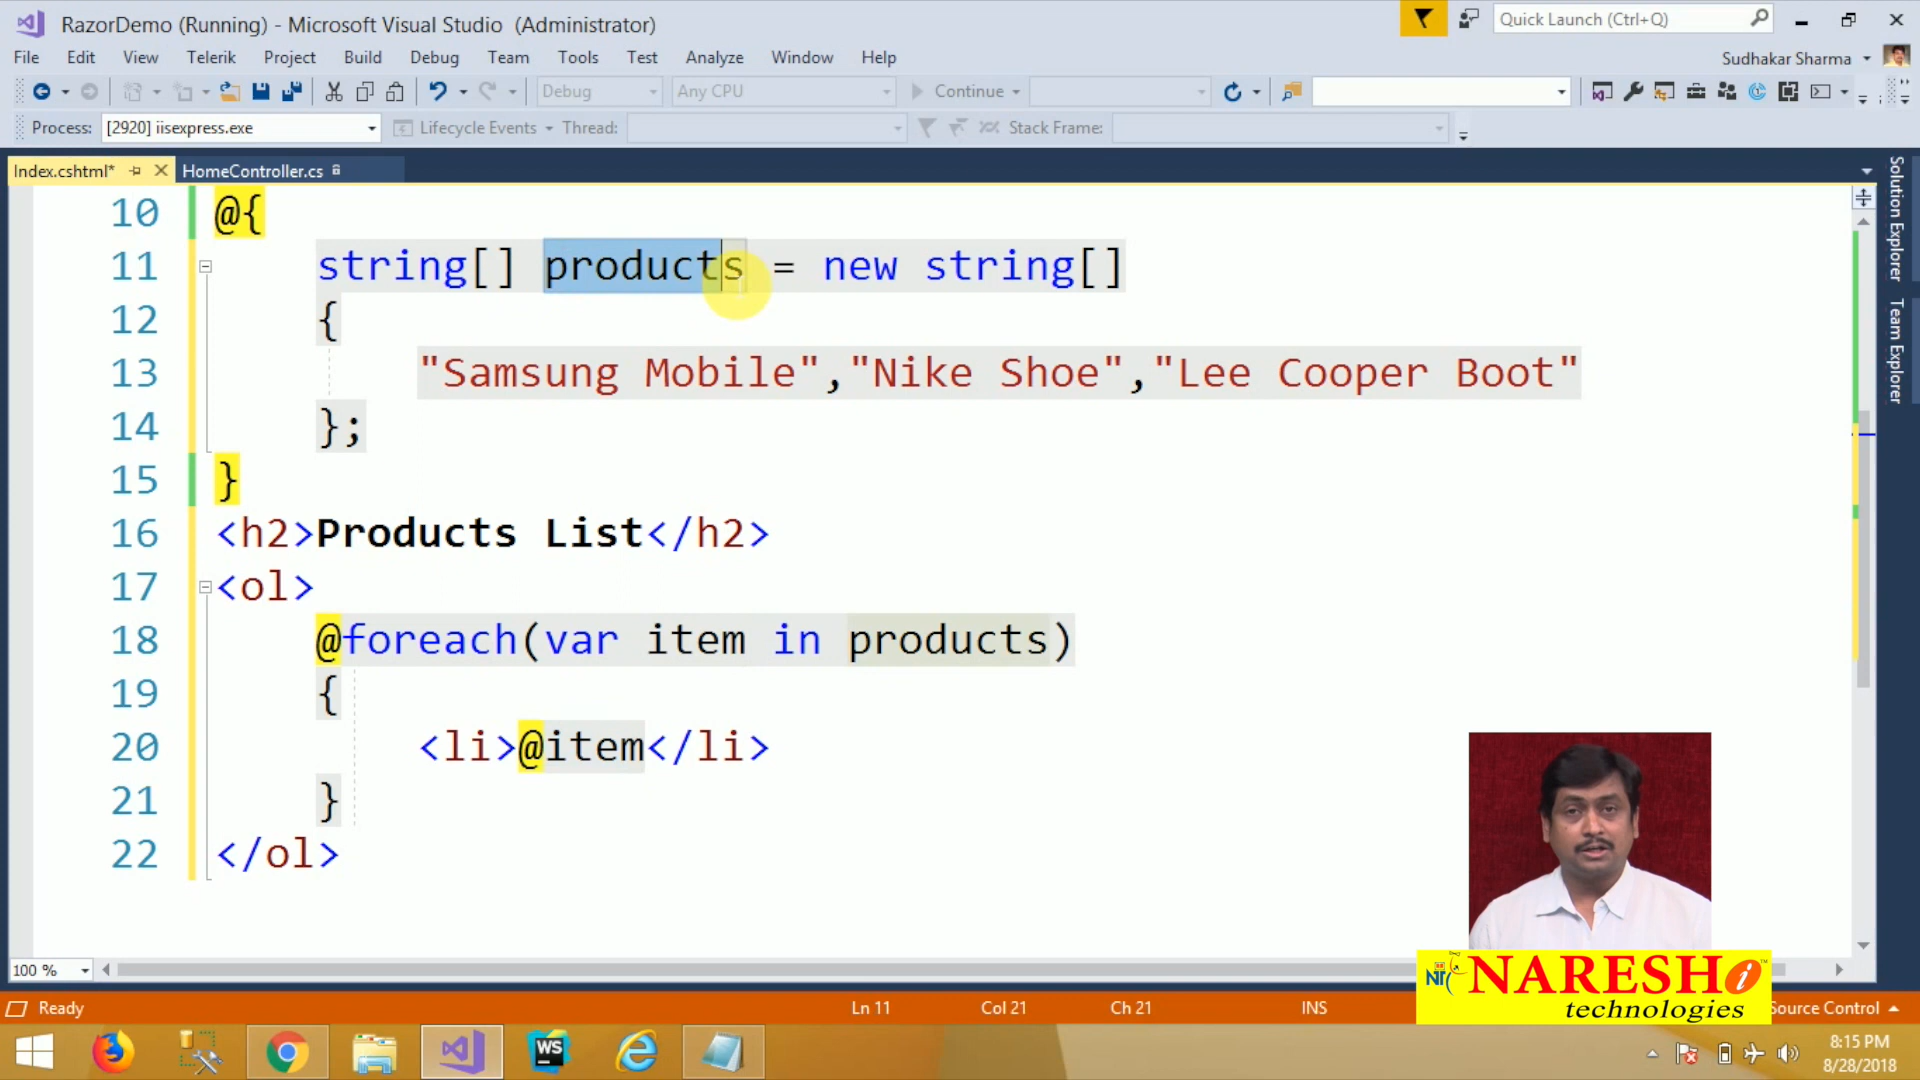 RazorDemo (Running) - Microsoft Visual Studio (Administrator)
Quick Launch (Ctrl+Q)
File Edit View Telerik Project Build Debug Team Tools Test Analyze Window Help
Sudhakar Sharma
Debug Any CPU Continue
Process: [2920] iisexpress.exe Lifecycle Events Thread: Stack Frame:
Index.cshtml* HomeController.cs
10 @{
11 string[] products = new string[]
12 {
13 "Samsung Mobile","Nike Shoe","Lee Cooper Boot"
14 };
15 }
16 <h2>Products List</h2>
17 <ol>
18 @foreach(var item in products)
19 {
20 <li>@item</li>
21 }
22 </ol>
Solution Explorer
Team Explorer
100 %
NARESH i
technologies
Ready Ln 11 Col 21 Ch 21 INS Source Control
WS
8:15 PM
8/28/2018